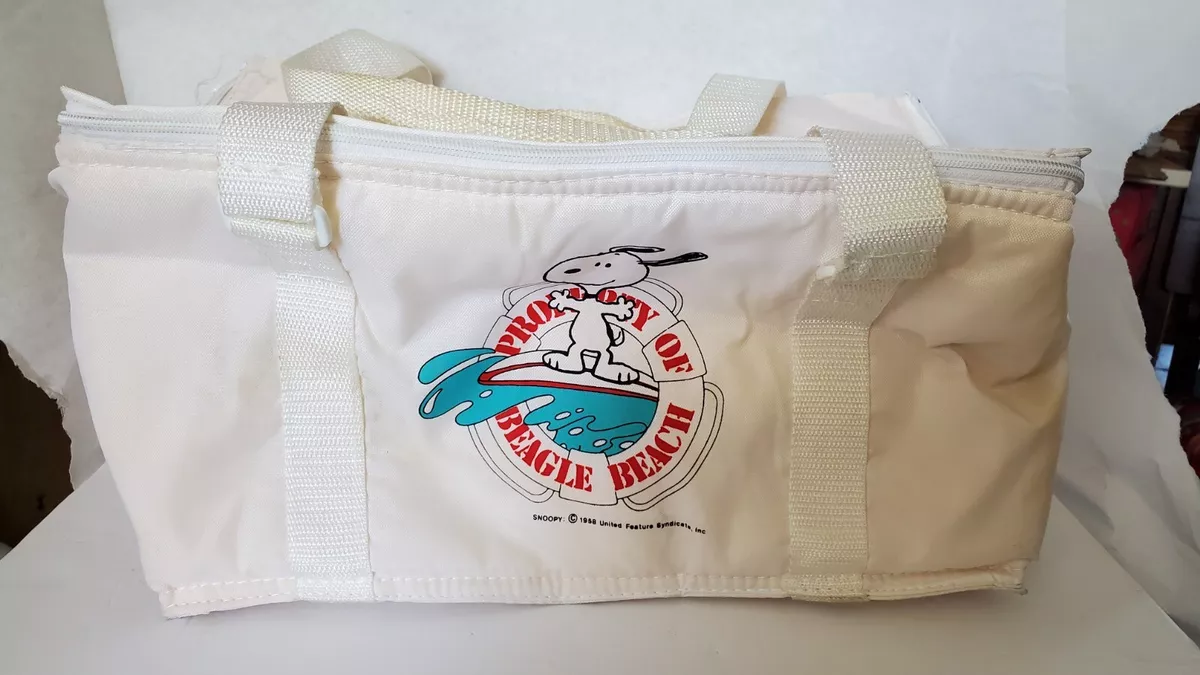 PROPERTY OF
BEAGLE BEACH
SNOOPY: © 1958 United Feature Syndicate, Inc